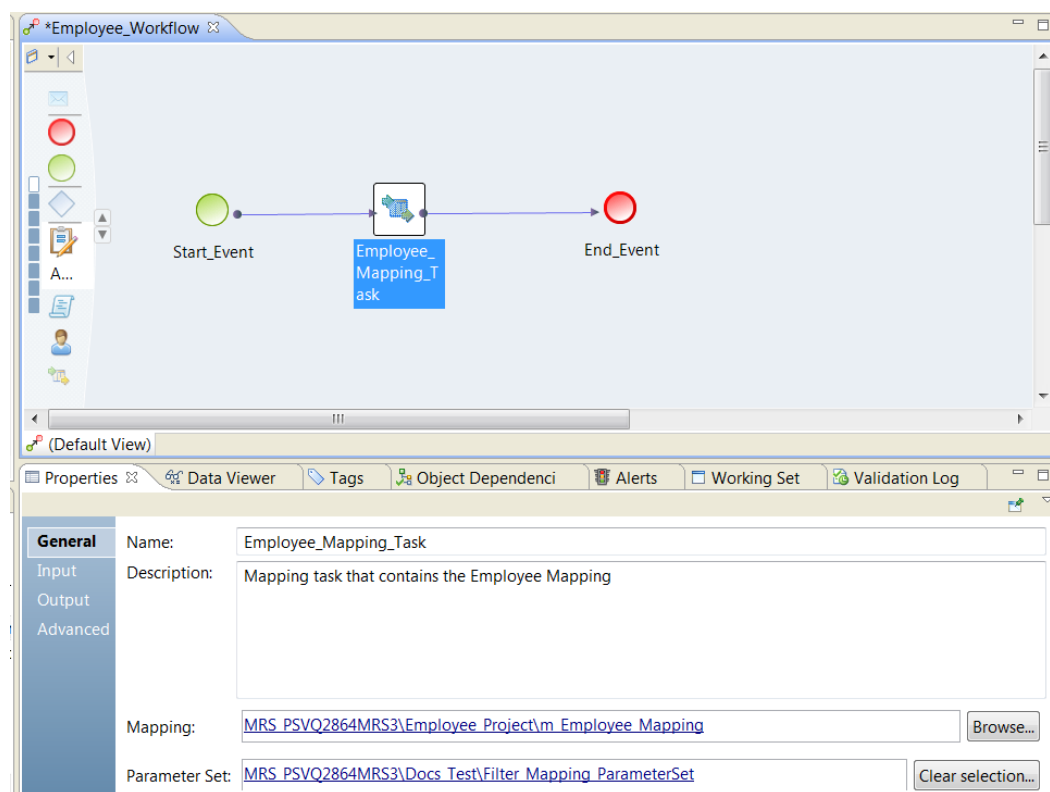 *Employee_Workflow
A...
Start_Event
Employee_
Mapping_T
ask
End_Event
(Default View)
Properties
Data Viewer
Tags
Object Dependenci
Alerts
Working Set
Validation Log
General
Input
Output
Advanced
Name:
Employee_Mapping_Task
Description:
Mapping task that contains the Employee Mapping
Mapping:
MRS_PSVQ2864MRS3\Employee_Project\m_Employee_Mapping
Browse...
Parameter Set:
MRS_PSVQ2864MRS3\Docs_Test\Filter_Mapping_ParameterSet
Clear selection...